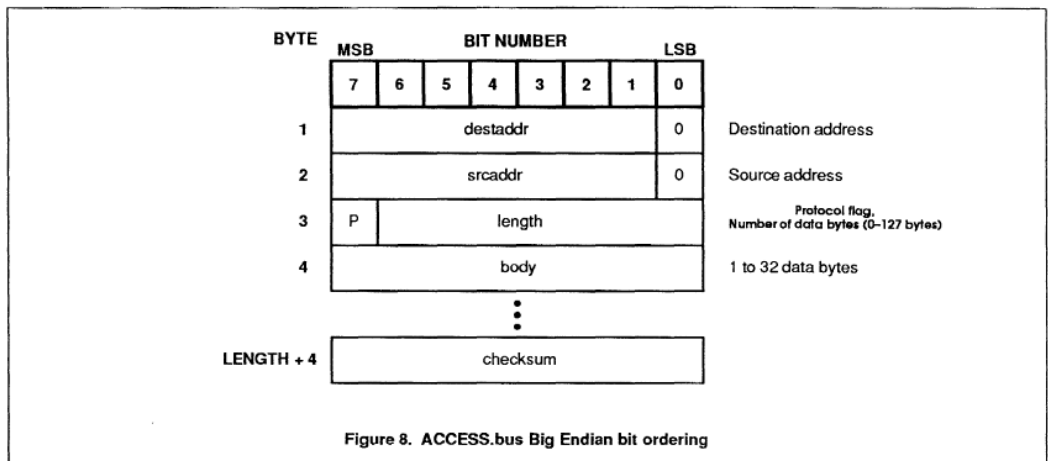 BYTE MSB BIT NUMBER LSB
7 6 5 4 3 2 1 0
1 destaddr 0 Destination address
2 srcaddr 0 Source address
3 P length Protocol flag,
Number of data bytes (0–127 bytes)
4 body 1 to 32 data bytes
LENGTH + 4 checksum
Figure 8. ACCESS.bus Big Endian bit ordering